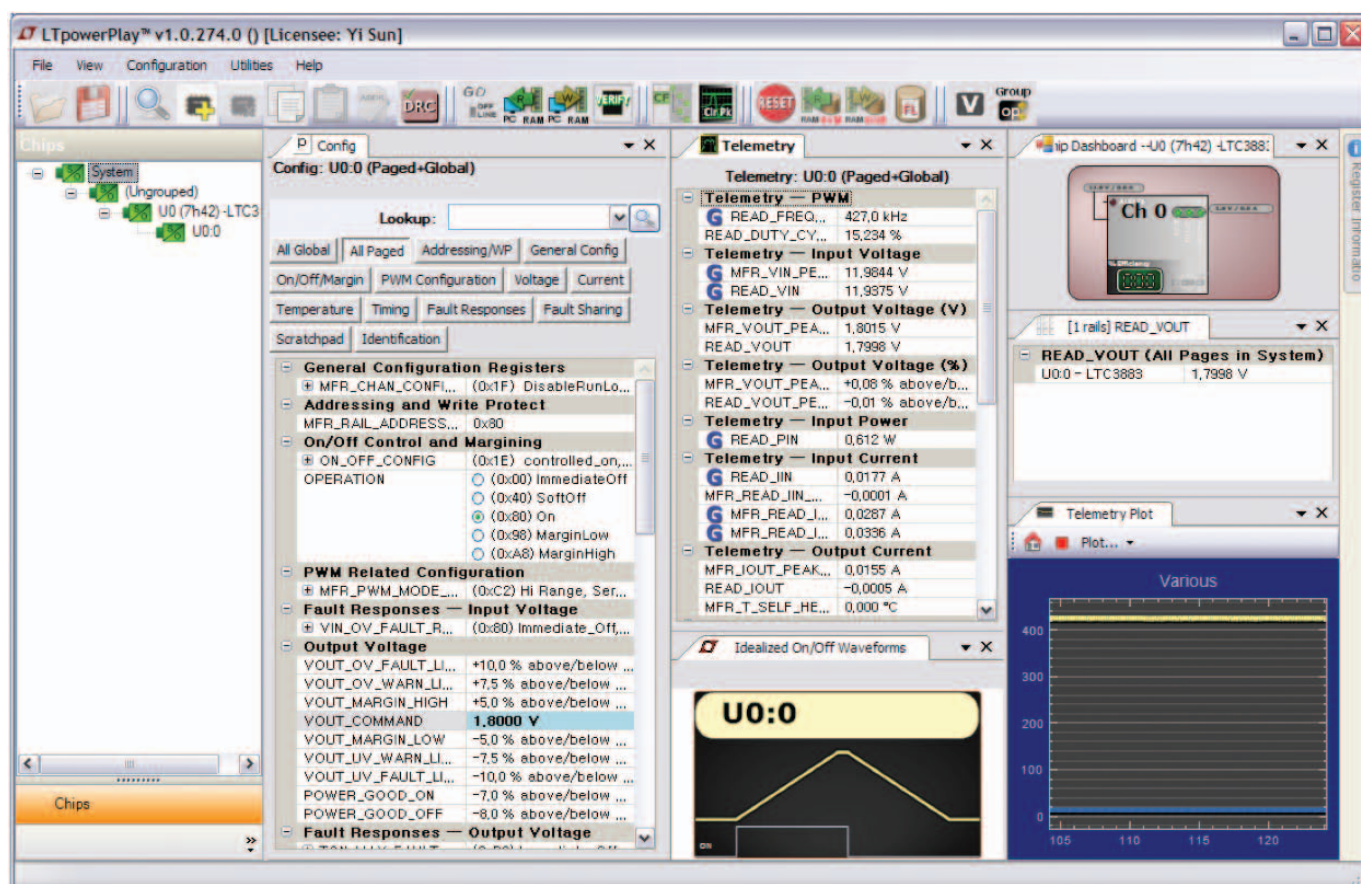 LTpowerPlay™ v1.0.274.0 () [Licensee: Yi Sun]
File View Configuration Utilities Help
DRC
GO
OFF
LINE
PC RAM
PC RAM
VERIFY
CF
Clr Pk
RESET
RAM
RAM
FL
V
Group
op
Chips
System
(Ungrouped)
U0 (7h42) -LTC3
U0:0
Chips
Config
Config: U0:0 (Paged+Global)
Lookup:
All Global All Paged Addressing/WP General Config
On/Off/Margin PWM Configuration Voltage Current
Temperature Timing Fault Responses Fault Sharing
Scratchpad Identification
General Configuration Registers
MFR_CHAN_CONFI... (0x1F) DisableRunLo...
Addressing and Write Protect
MFR_RAIL_ADDRESS... 0x80
On/Off Control and Margining
ON_OFF_CONFIG (0x1E) controlled_on,...
OPERATION (0x00) ImmediateOff
(0x40) SoftOff
(0x80) On
(0x98) MarginLow
(0xA8) MarginHigh
PWM Related Configuration
MFR_PWM_MODE_... (0xC2) Hi Range, Ser...
Fault Responses — Input Voltage
VIN_OV_FAULT_R... (0x80) Immediate_Off,...
Output Voltage
VOUT_OV_FAULT_LI... +10,0 % above/below ...
VOUT_OV_WARN_LI... +7,5 % above/below ...
VOUT_MARGIN_HIGH +5,0 % above/below ...
VOUT_COMMAND 1,8000 V
VOUT_MARGIN_LOW -5,0 % above/below ...
VOUT_UV_WARN_LI... -7,5 % above/below ...
VOUT_UV_FAULT_LI... -10,0 % above/below ...
POWER_GOOD_ON -7,0 % above/below ...
POWER_GOOD_OFF -8,0 % above/below ...
Fault Responses — Output Voltage
Telemetry
Telemetry: U0:0 (Paged+Global)
Telemetry — PWM
READ_FREQ... 427,0 kHz
READ_DUTY_CY... 15,234 %
Telemetry — Input Voltage
MFR_VIN_PE... 11,9844 V
READ_VIN 11,9375 V
Telemetry — Output Voltage (V)
MFR_VOUT_PEA... 1,8015 V
READ_VOUT 1,7998 V
Telemetry — Output Voltage (%)
MFR_VOUT_PEA... +0,08 % above/b...
READ_VOUT_PE... -0,01 % above/b...
Telemetry — Input Power
READ_PIN 0,612 W
Telemetry — Input Current
READ_IIN 0,0177 A
MFR_READ_IIN_... -0,0001 A
MFR_READ_I... 0,0287 A
MFR_READ_I... 0,0336 A
Telemetry — Output Current
MFR_IOUT_PEAK... 0,0155 A
READ_IOUT -0,0005 A
MFR_T_SELF_HE... 0,000 °C
Idealized On/Off Waveforms
U0:0
ON
ip Dashboard --U0 (7h42) -LTC3883
Ch 0
[1 rails] READ_VOUT
READ_VOUT (All Pages in System)
U0:0 - LTC3883 1,7998 V
Telemetry Plot
Plot...
Various
400
300
200
100
0
105 110 115 120
Register Informatio